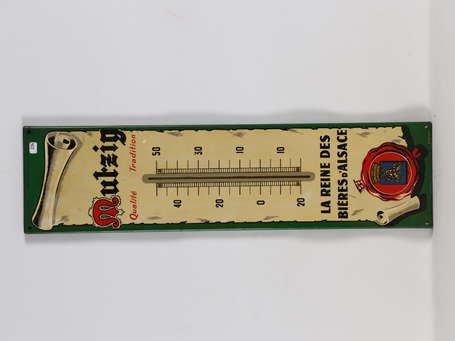 Mutzig
Qualité Tradition
50
40
30
20
10
0
10
20
LA REINE DES
BIÈRES D'ALSACE